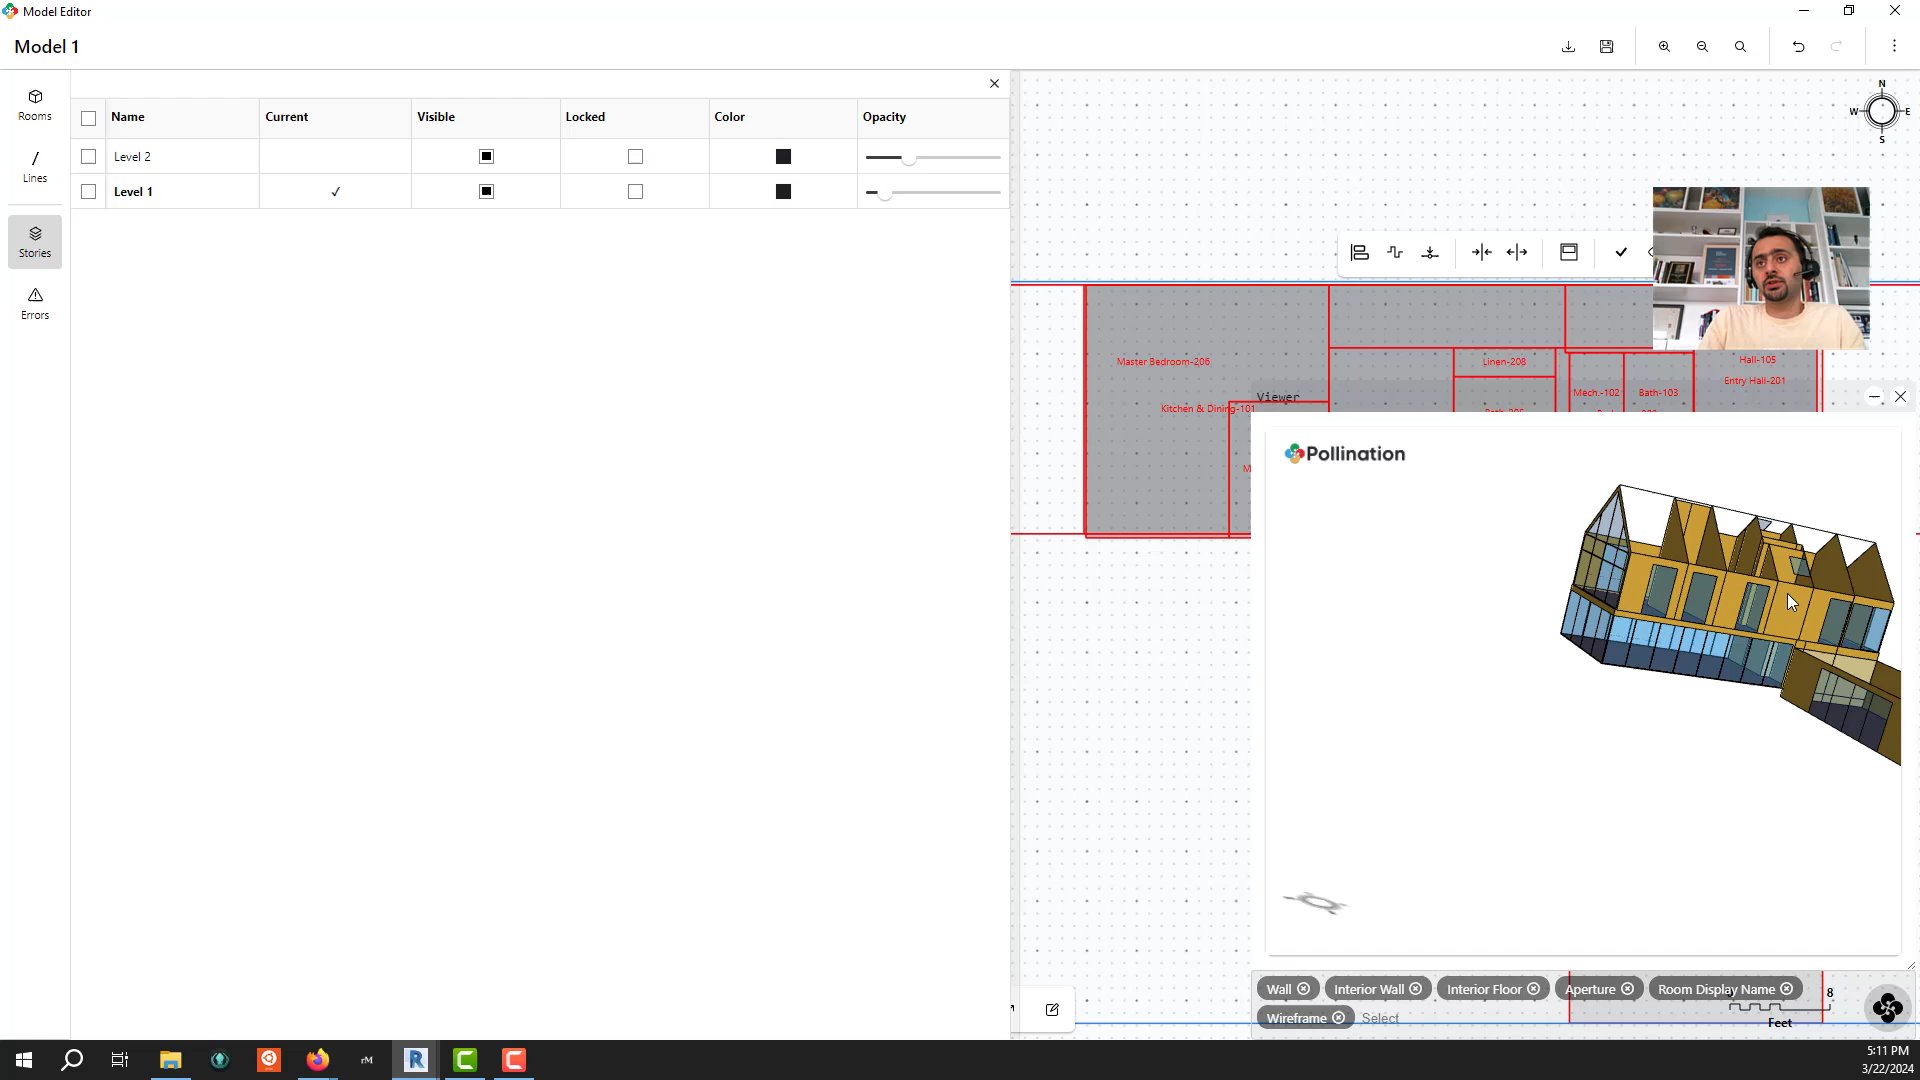 Model Editor
Model 1
Rooms
Lines
Stories
Errors
Name Current Visible Locked Color Opacity
Level 2
Level 1 ✓
N
W E
S
Master Bedroom-206
Linen-208
Hall-105
Entry Hall-201
Mech.-102
Bath-103
Kitchen & Dining-101
Viewer
Pollination
Wall
Interior Wall
Interior Floor
Aperture
Room Display Name
Wireframe
Select
8
Feet
rM
R
C
C
5:11 PM
3/22/2024